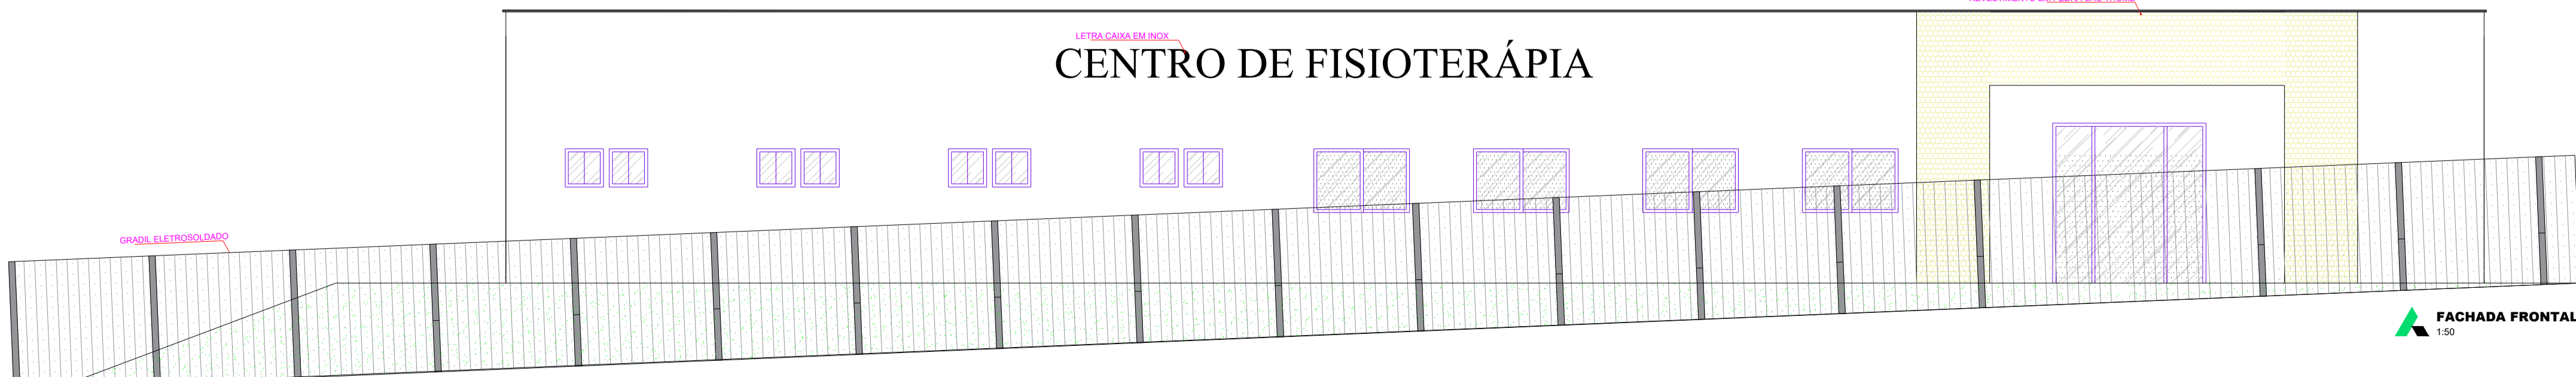 LETRA CAIXA EM INOX
CENTRO DE FISIOTERÁPIA
GRADIL ELETROSOLDADO
FACHADA FRONTAL
1:50